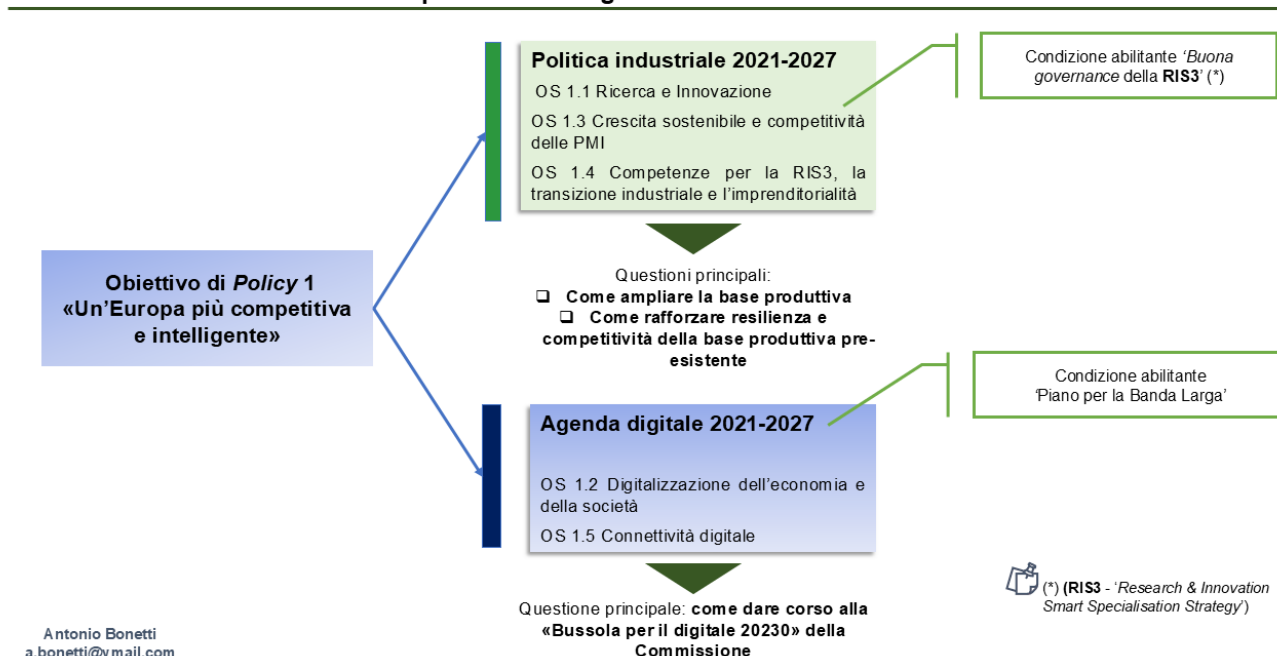 Politica industriale 2021-2027
OS 1.1 Ricerca e Innovazione
OS 1.3 Crescita sostenibile e competitività
delle PMI
OS 1.4 Competenze per la RIS3, la
transizione industriale e l'imprenditorialità
Condizione abilitante 'Buona
governance della RIS3' (*)
Questioni principali:
❑ Come ampliare la base produttiva
❑ Come rafforzare resilienza e
competitività della base produttiva pre-
esistente
Obiettivo di Policy 1
«Un'Europa più competitiva
e intelligente»
Condizione abilitante
'Piano per la Banda Larga'
Agenda digitale 2021-2027
OS 1.2 Digitalizzazione dell'economia e
della società
OS 1.5 Connettività digitale
Questione principale: come dare corso alla
«Bussola per il digitale 20230» della
Commissione
(*) (RIS3 - 'Research & Innovation
Smart Specialisation Strategy')
Antonio Bonetti
a.bonetti@ymail.com